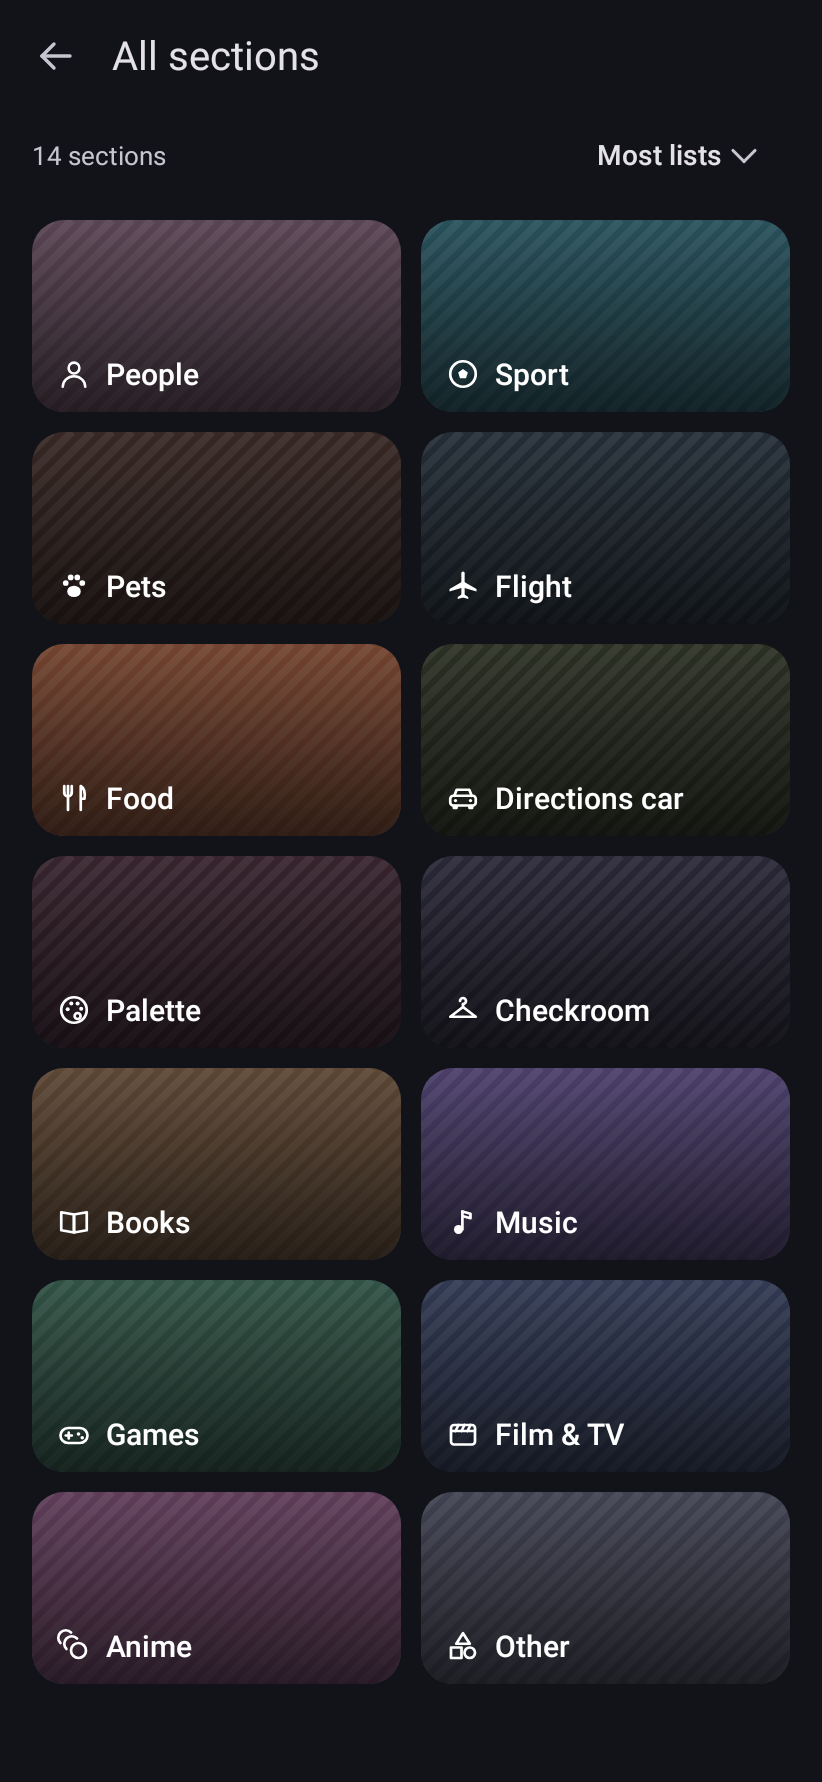 All sections
14 sections
Most lists
People
Sport
Pets
Flight
Food
Directions car
Palette
Checkroom
Books
Music
Games
Film & TV
Anime
Other